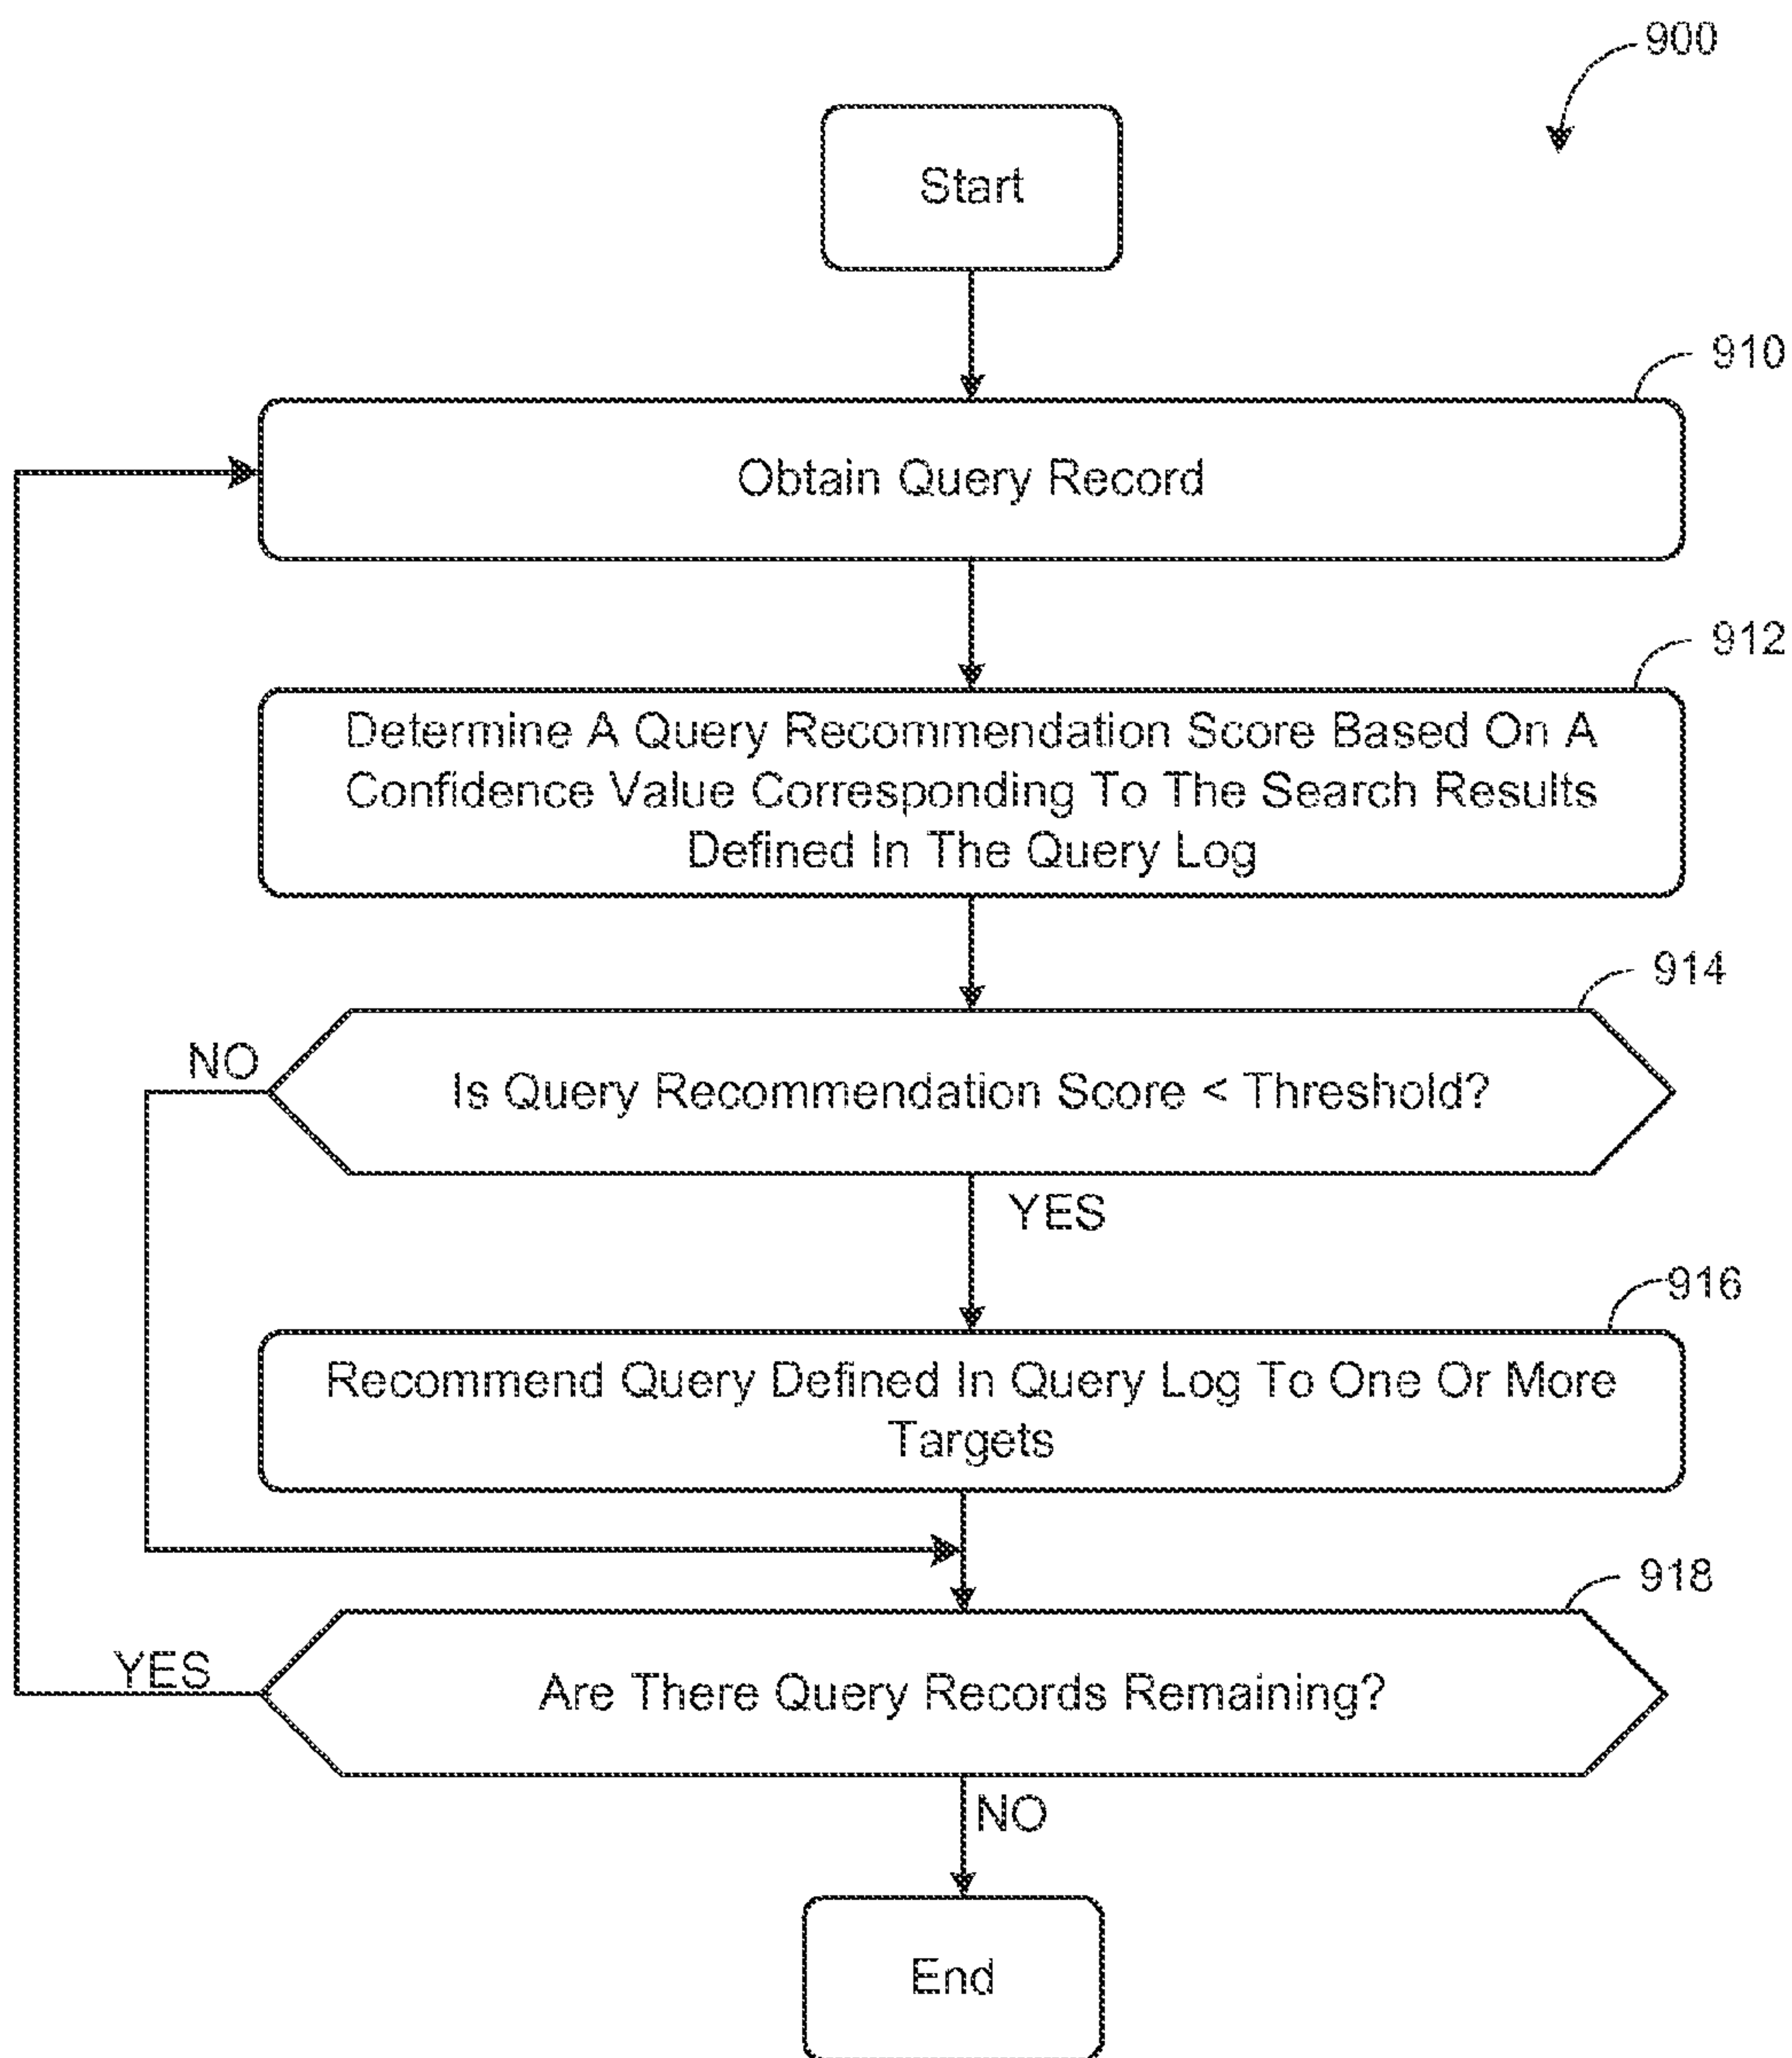 900
Start
910
Obtain Query Record
912
Determine A Query Recommendation Score Based On A
Confidence Value Corresponding To The Search Results
Defined In The Query Log
914
NO
Is Query Recommendation Score < Threshold?
YES
916
Recommend Query Defined In Query Log To One Or More
Targets
918
YES
Are There Query Records Remaining?
NO
End